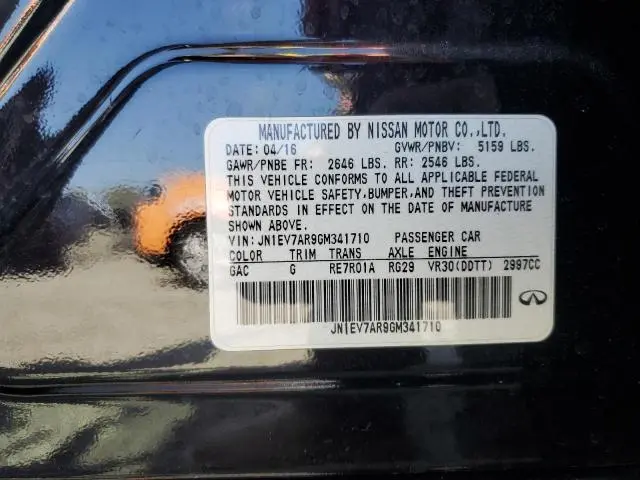 MANUFACTURED BY NISSAN MOTOR CO.,LTD.
DATE: 04/16 GVWR/PNBV: 5159 LBS.
GAWR/PNBE FR: 2646 LBS. RR: 2546 LBS.
THIS VEHICLE CONFORMS TO ALL APPLICABLE FEDERAL
MOTOR VEHICLE SAFETY,BUMPER,AND THEFT PREVENTION
STANDARDS IN EFFECT ON THE DATE OF MANUFACTURE
SHOWN ABOVE.
VIN: JN1EV7AR9GM341710 PASSENGER CAR
COLOR TRIM TRANS AXLE ENGINE
GAC G RE7R01A RG29 VR30(DDTT) 2997CC
JN1EV7AR9GM341710